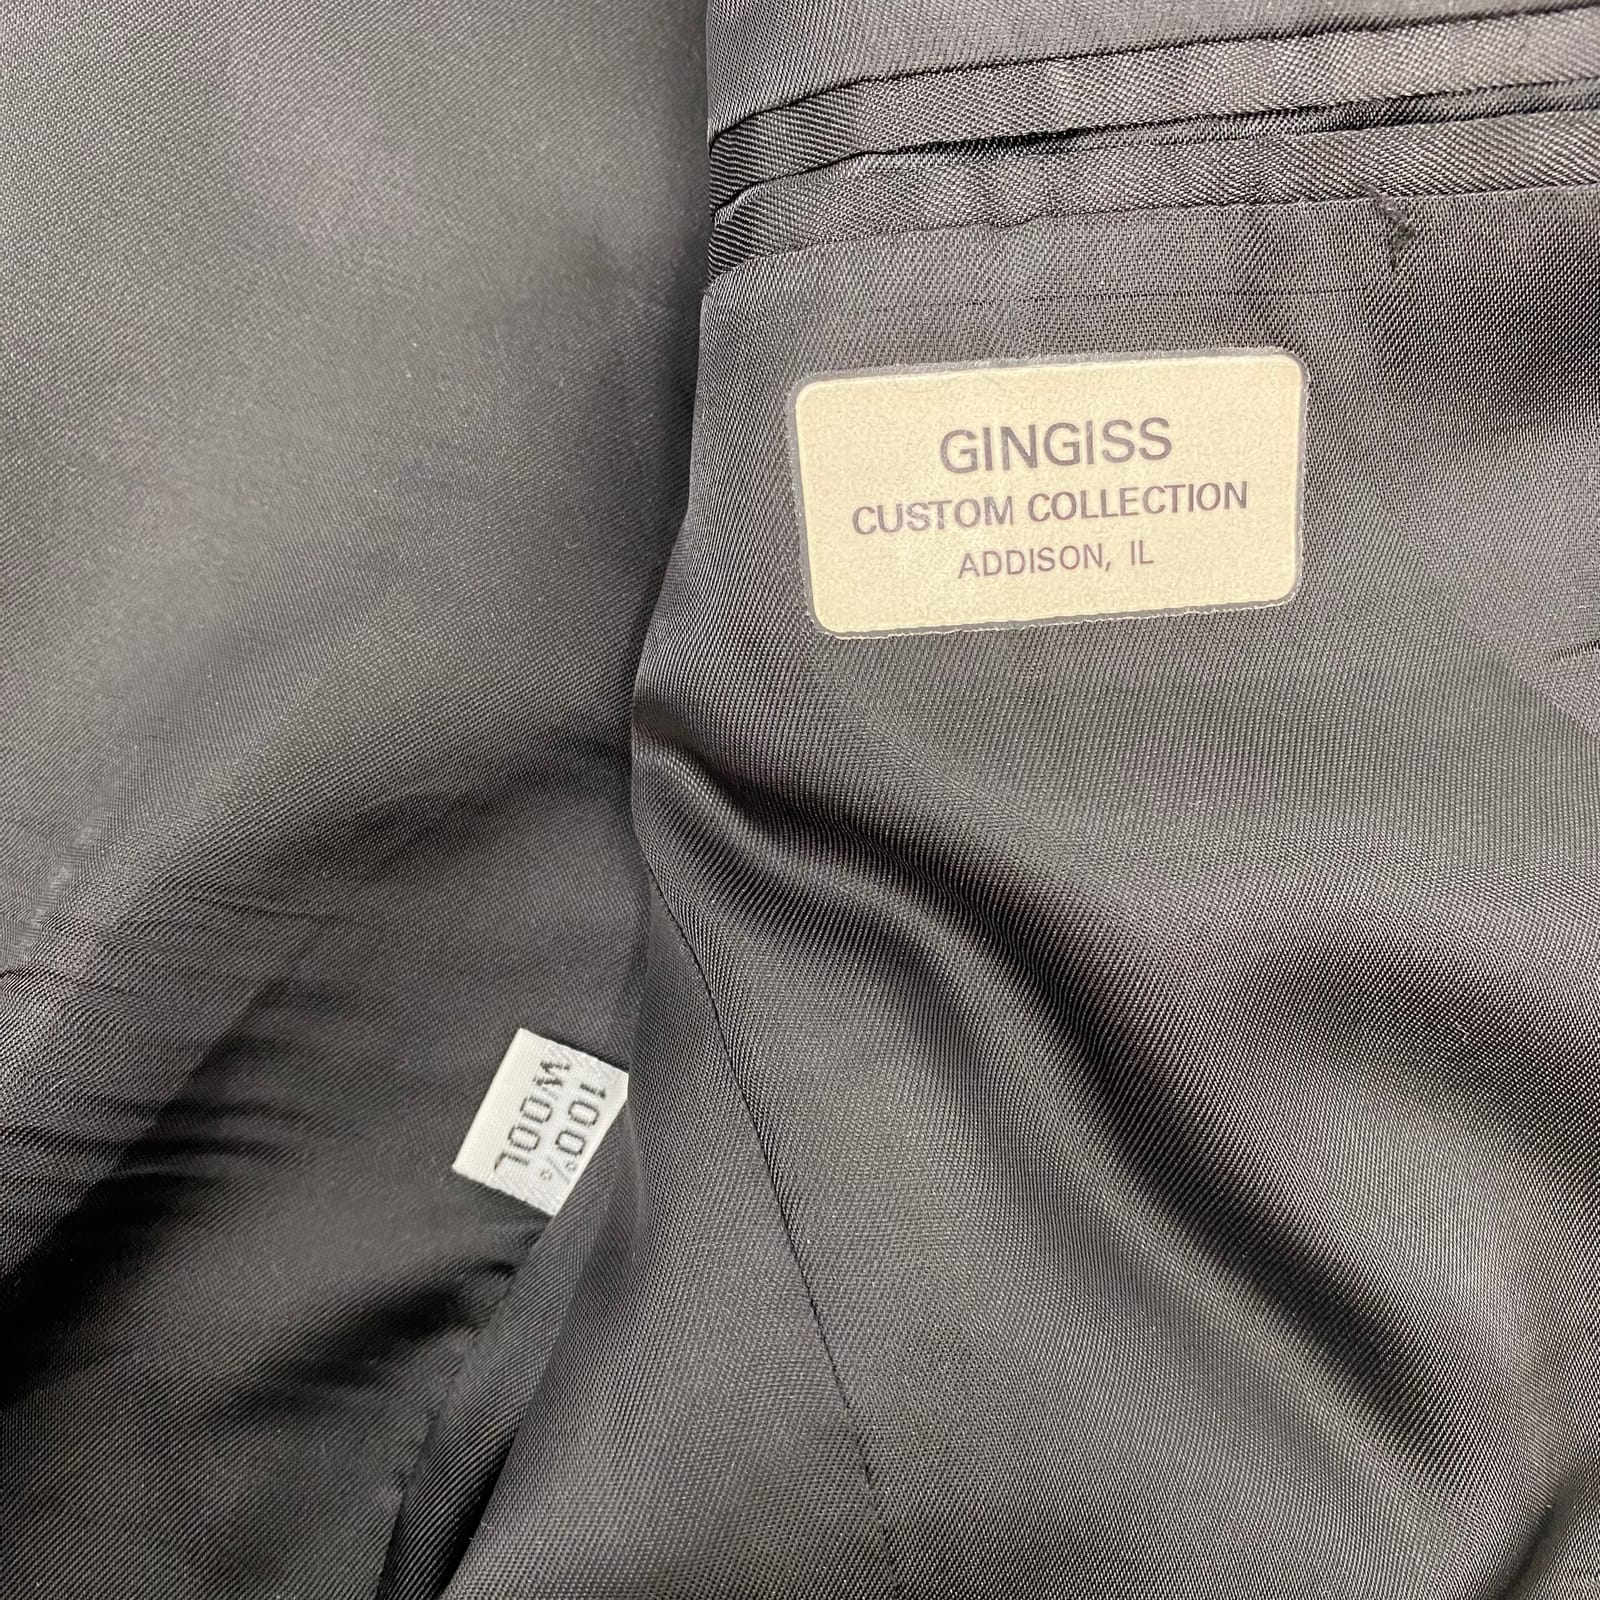 GINGISS
CUSTOM COLLECTION
ADDISON, IL
100%
WOOL